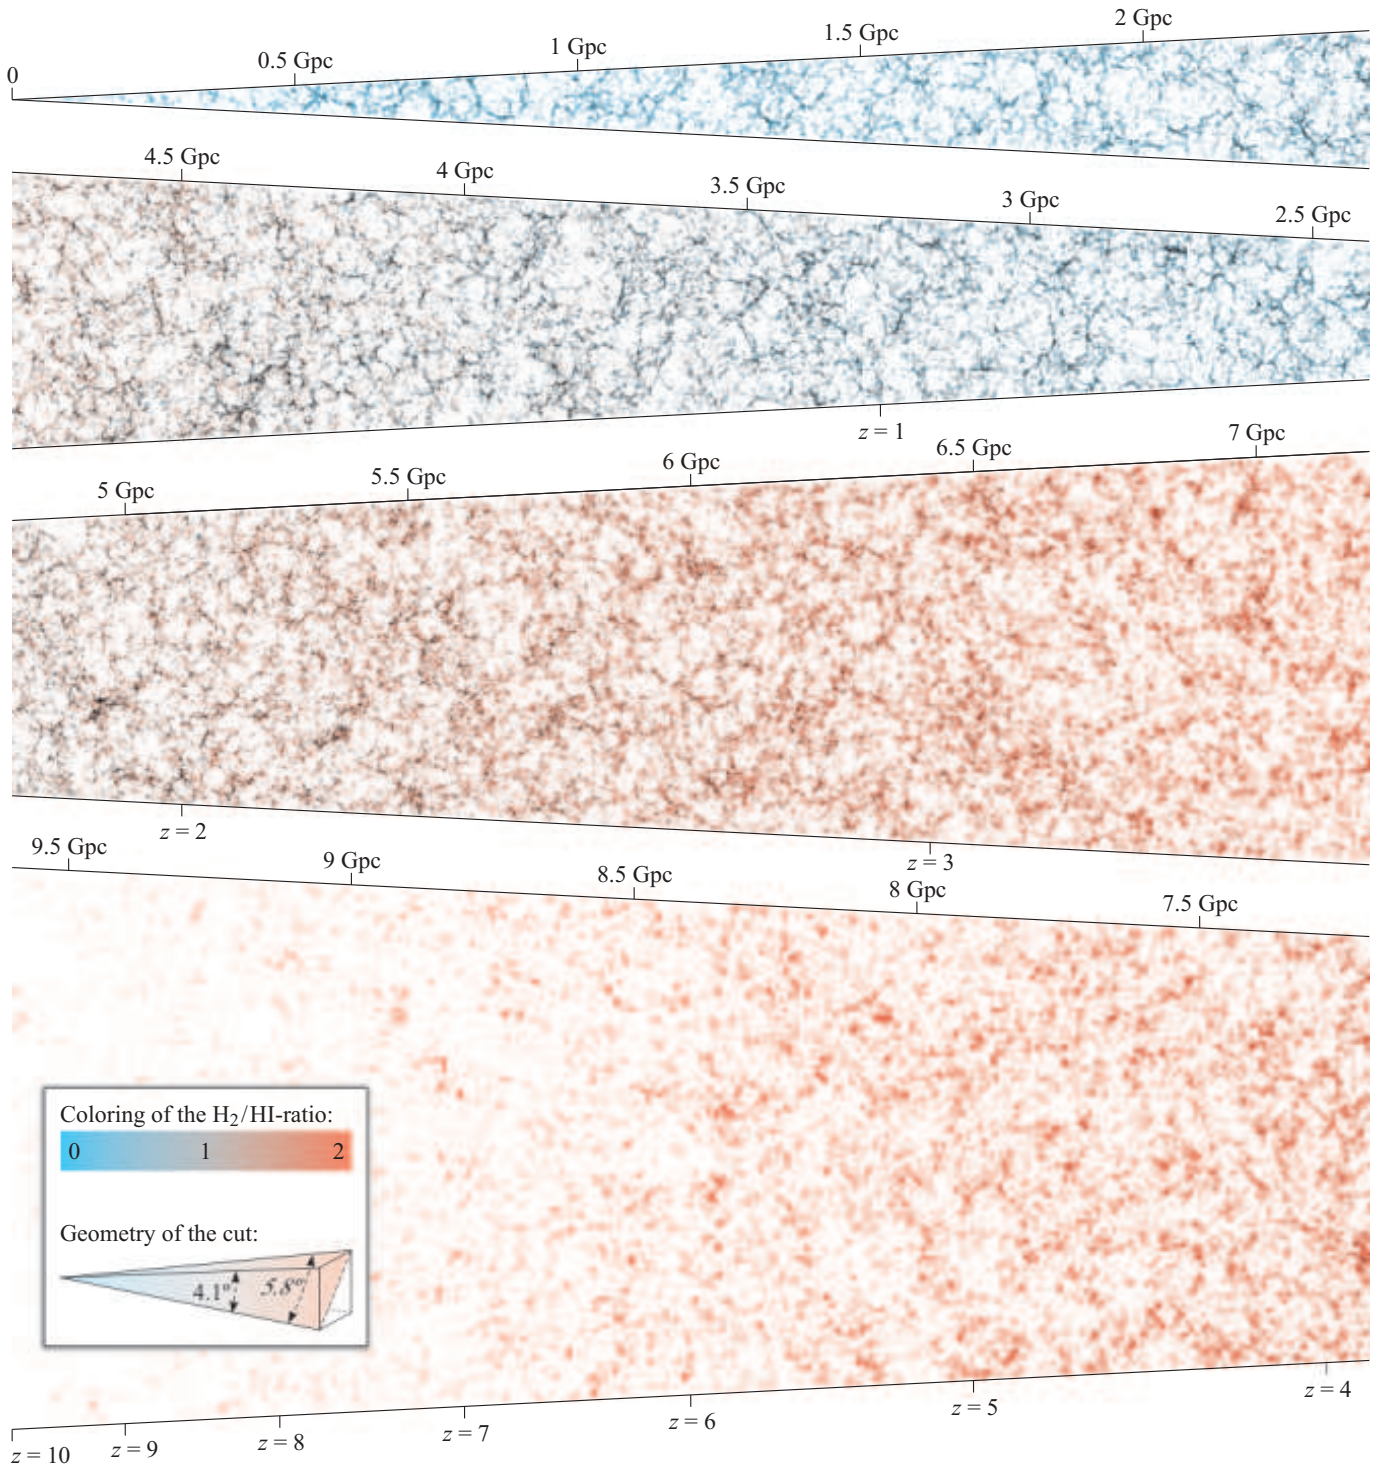 0
0.5 Gpc
1 Gpc
1.5 Gpc
2 Gpc
4.5 Gpc
4 Gpc
3.5 Gpc
3 Gpc
2.5 Gpc
z = 1
5 Gpc
5.5 Gpc
6 Gpc
6.5 Gpc
7 Gpc
z = 2
z = 3
9.5 Gpc
9 Gpc
8.5 Gpc
8 Gpc
7.5 Gpc
Coloring of the H₂/HI-ratio:
0 1 2
Geometry of the cut:
4.1°
5.8°
z = 10
z = 9
z = 8
z = 7
z = 6
z = 5
z = 4